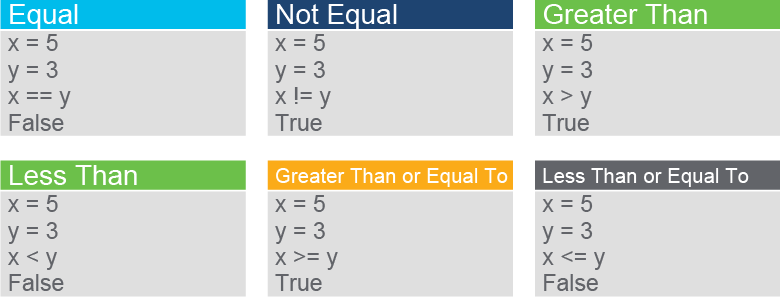 Equal
x = 5
y = 3
x == y
False
Not Equal
x = 5
y = 3
x != y
True
Greater Than
x = 5
y = 3
x > y
True
Less Than
x = 5
y = 3
x < y
False
Greater Than or Equal To
x = 5
y = 3
x >= y
True
Less Than or Equal To
x = 5
y = 3
x <= y
False